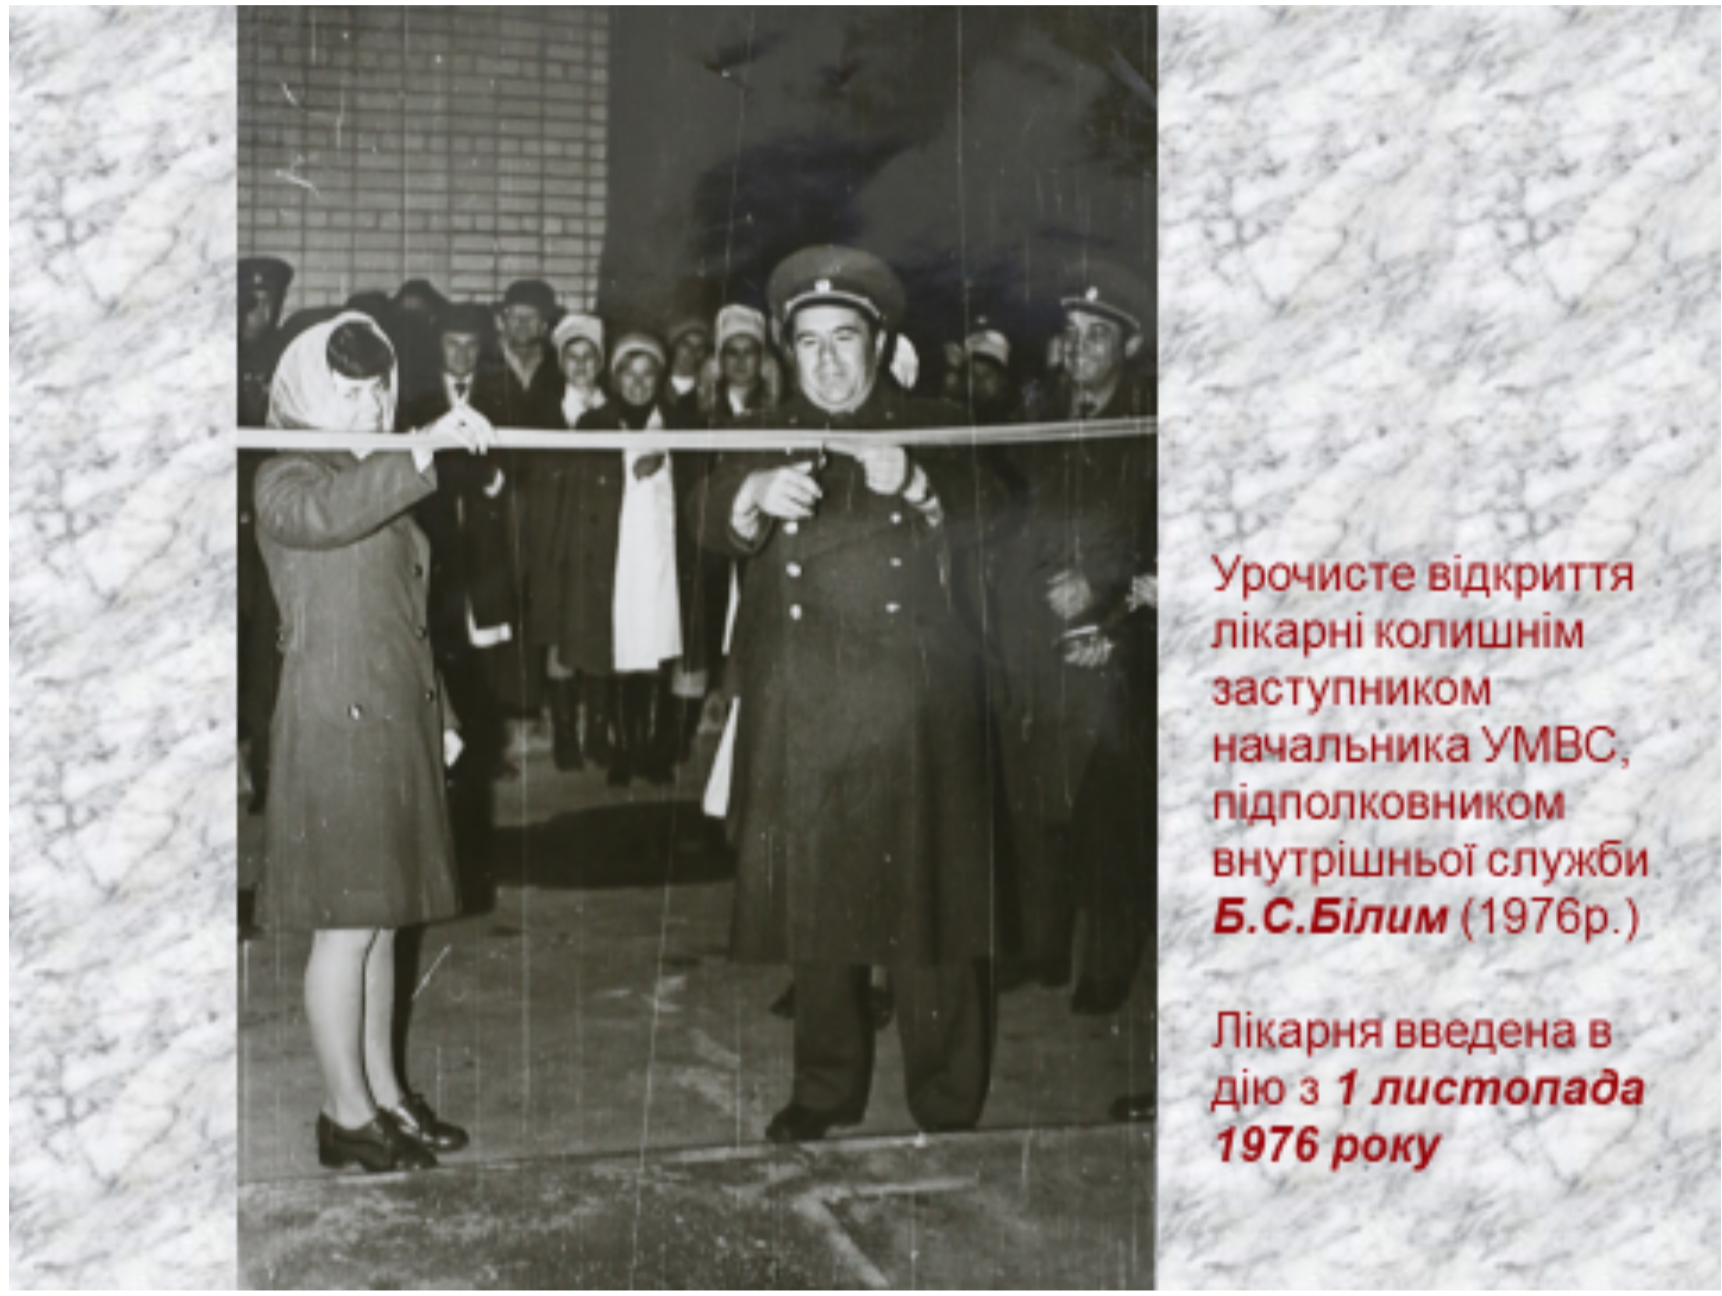 Урочисте відкриття
лікарні колишнім
заступником
начальника УМВС,
підполковником
внутрішньої служби
Б.С.Білим (1976р.)
Лікарня введена в
дію з 1 листопада
1976 року